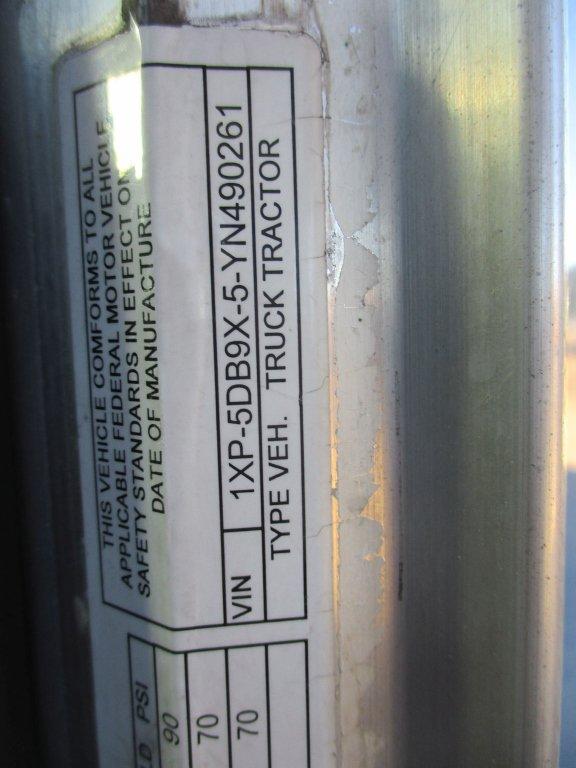 THIS VEHICLE COMFORMS TO ALL
APPLICABLE FEDERAL MOTOR VEHICLE
SAFETY STANDARDS IN EFFECT ON
DATE OF MANUFACTURE
VIN 1XP-5DB9X-5-YN490261
TYPE VEH. TRUCK TRACTOR
PSI
90
70
70